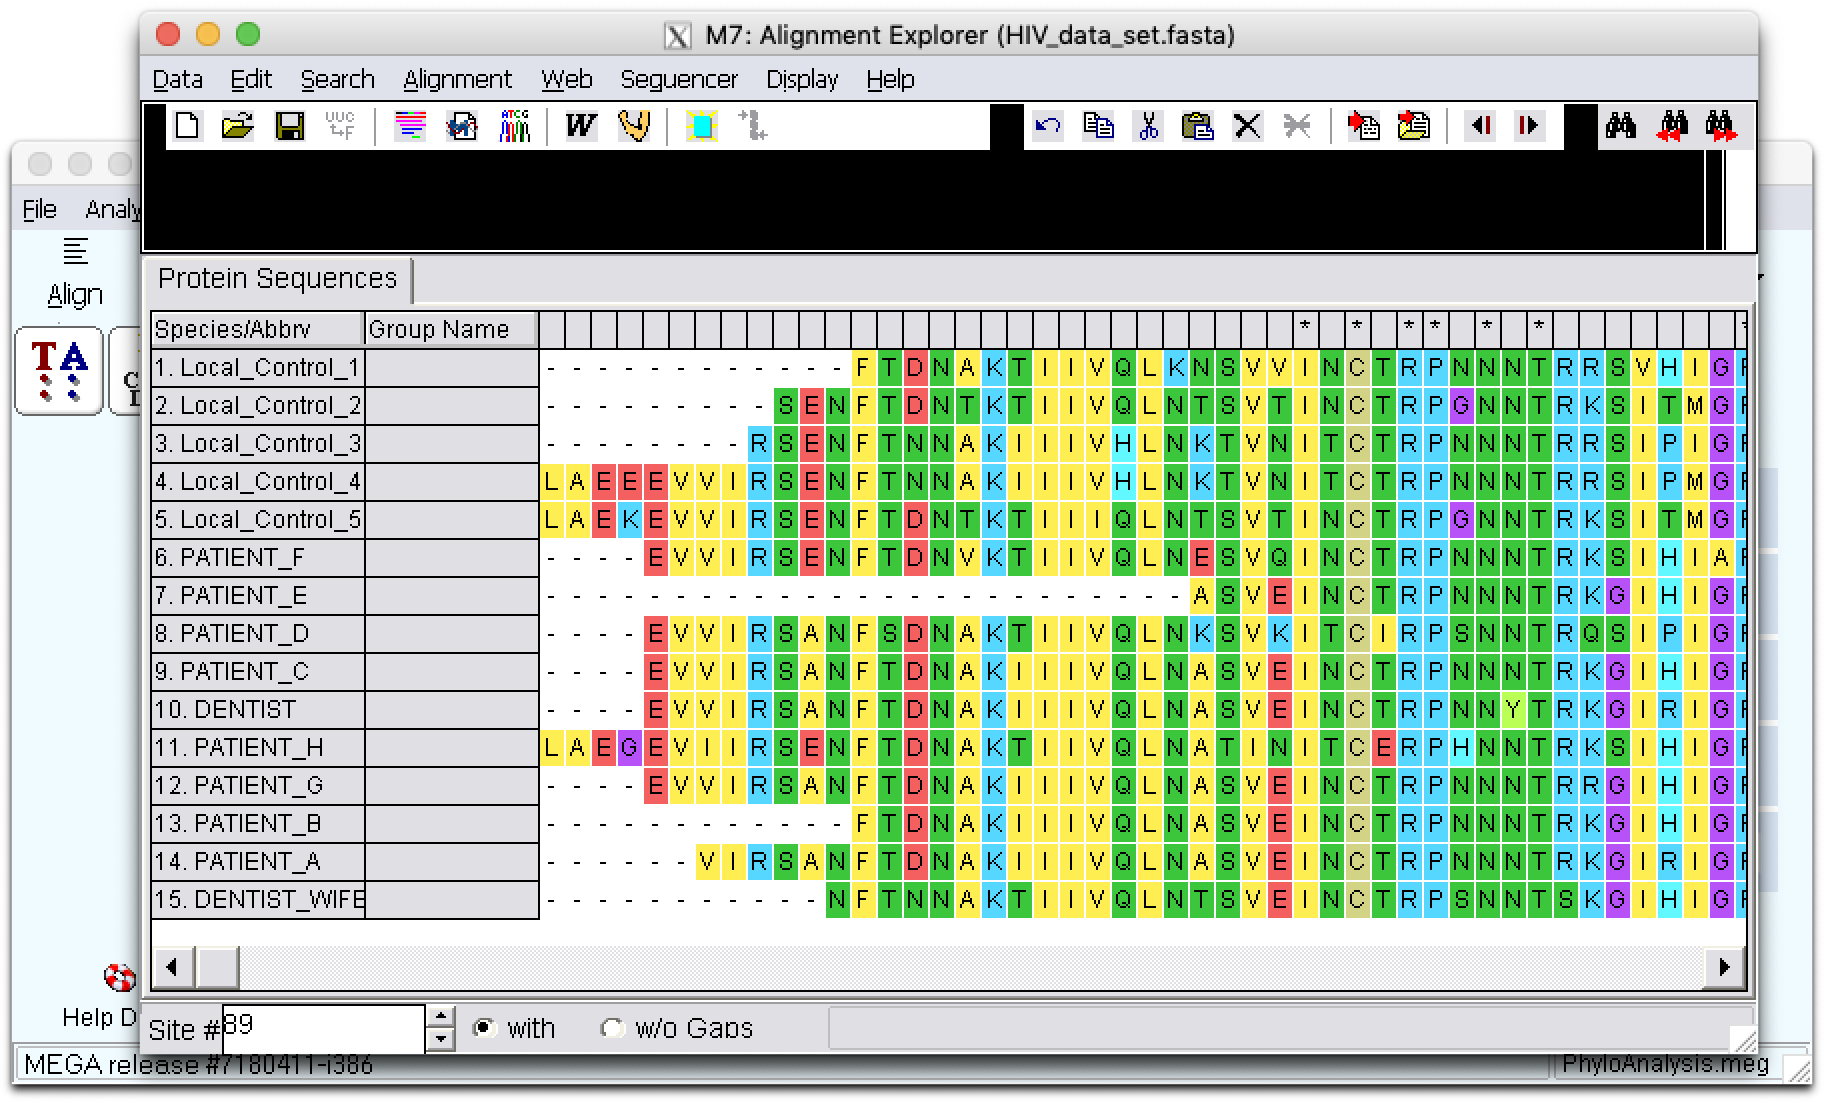 M7: Alignment Explorer (HIV_data_set.fasta)
Data Edit Search Alignment Web Sequencer Display Help
File Analy
Align
Protein Sequences
Species/Abbrv Group Name * * * * * * *
1. Local_Control_1 - - - - - - - - - - - - F T D N A K T I I V Q L K N S V V I N C T R P N N N T R R S V H I G
2. Local_Control_2 - - - - - - - - - S E N F T D N T K T I I V Q L N T S V T I N C T R P G N N T R K S I T M G
3. Local_Control_3 - - - - - - - - R S E N F T N N A K I I I V H L N K T V N I T C T R P N N N T R R S I P I G
4. Local_Control_4 L A E E E V V I R S E N F T N N A K I I I V H L N K T V N I T C T R P N N N T R R S I P M G
5. Local_Control_5 L A E K E V V I R S E N F T D N T K T I I I Q L N T S V T I N C T R P G N N T R K S I T M G
6. PATIENT_F - - - - E V V I R S E N F T D N V K T I I V Q L N E S V Q I N C T R P N N N T R K S I H I A
7. PATIENT_E - - - - - - - - - - - - - - - - - - - - - - - - - A S V E I N C T R P N N N T R K G I H I G
8. PATIENT_D - - - - E V V I R S A N F S D N A K T I I V Q L N K S V K I T C I R P S N N T R Q S I P I G
9. PATIENT_C - - - - E V V I R S A N F T D N A K I I I V Q L N A S V E I N C T R P N N N T R K G I H I G
10. DENTIST - - - - E V V I R S A N F T D N A K I I I V Q L N A S V E I N C T R P N N Y T R K G I R I G
11. PATIENT_H L A E G E V I I R S E N F T D N A K T I I V Q L N A T I N I T C E R P H N N T R K S I H I G
12. PATIENT_G - - - - E V V I R S A N F T D N A K I I I V Q L N A S V E I N C T R P N N N T R R G I H I G
13. PATIENT_B - - - - - - - - - - - - F T D N A K I I I V Q L N A S V E I N C T R P N N N T R K G I H I G
14. PATIENT_A - - - - - - V I R S A N F T D N A K I I I V Q L N A S V E I N C T R P N N N T R K G I R I G
15. DENTIST_WIFE - - - - - - - - - - - N F T N N A K T I I V Q L N T S V E I N C T R P S N N T S K G I H I G
Help D
Site # 89 with w/o Gaps
MEGA release #7180411-i386 PhyloAnalysis.meg